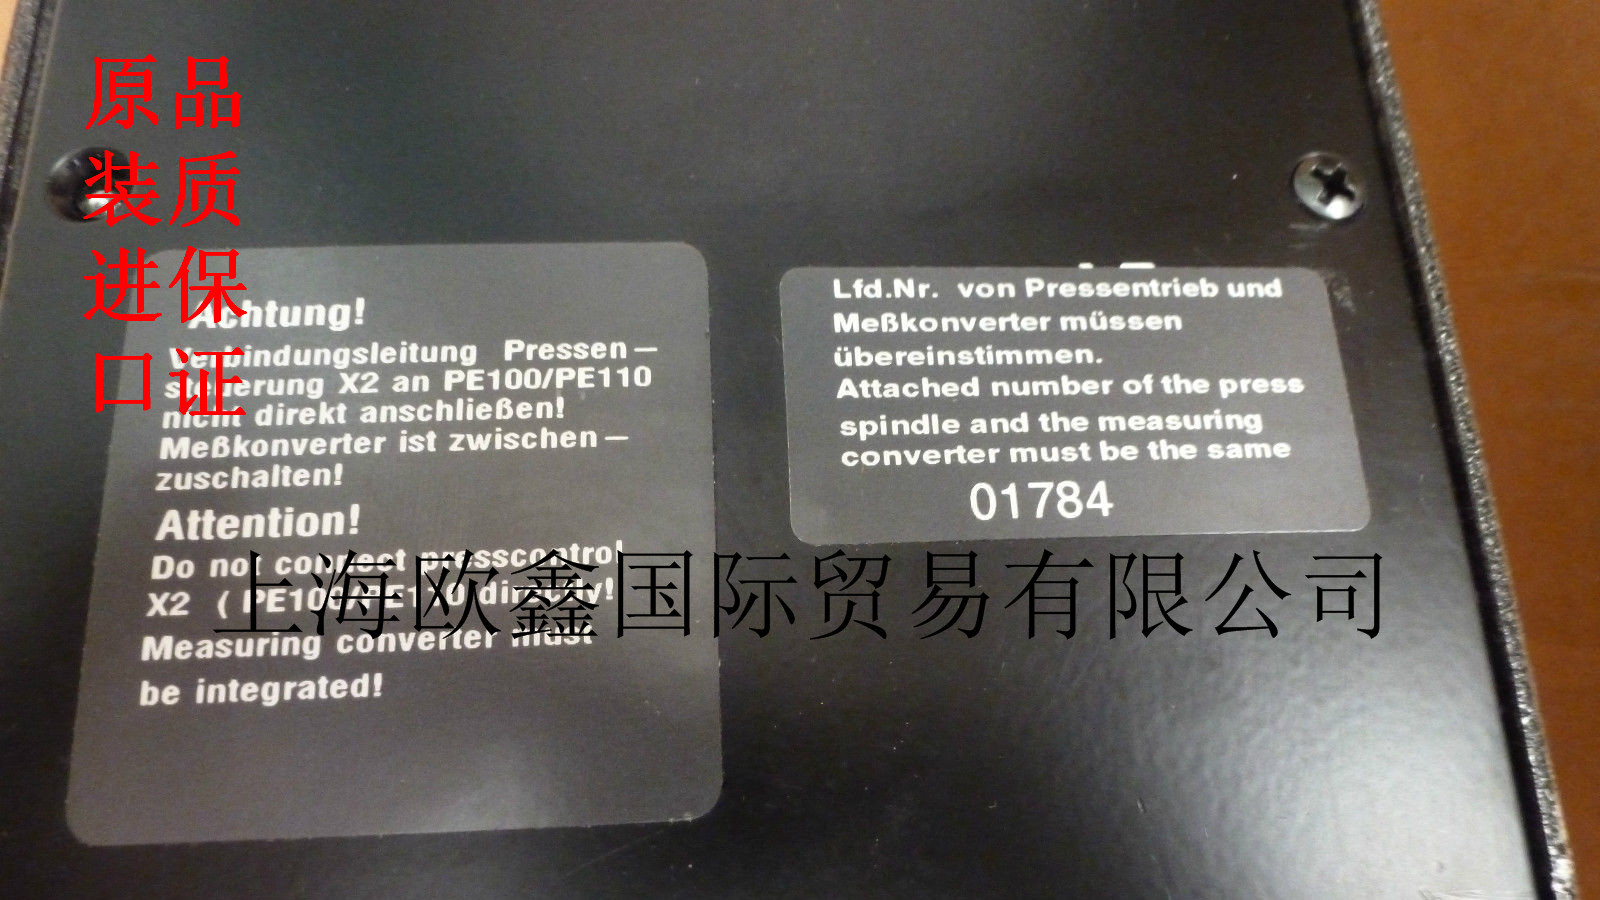 原品
装质
进保
口证
Achtung!
Verbindungsleitung Pressen–
steuerung X2 an PE100/PE110
nicht direkt anschließen!
Meßkonverter ist zwischen–
zuschalten!
Attention!
Do not connect presscontrol
X2 ( PE100/PE110) directly!
Measuring converter must
be integrated!
Lfd.Nr. von Pressentrieb und
Meßkonverter müssen
übereinstimmen.
Attached number of the press
spindle and the measuring
converter must be the same
01784
上海欧鑫国际贸易有限公司